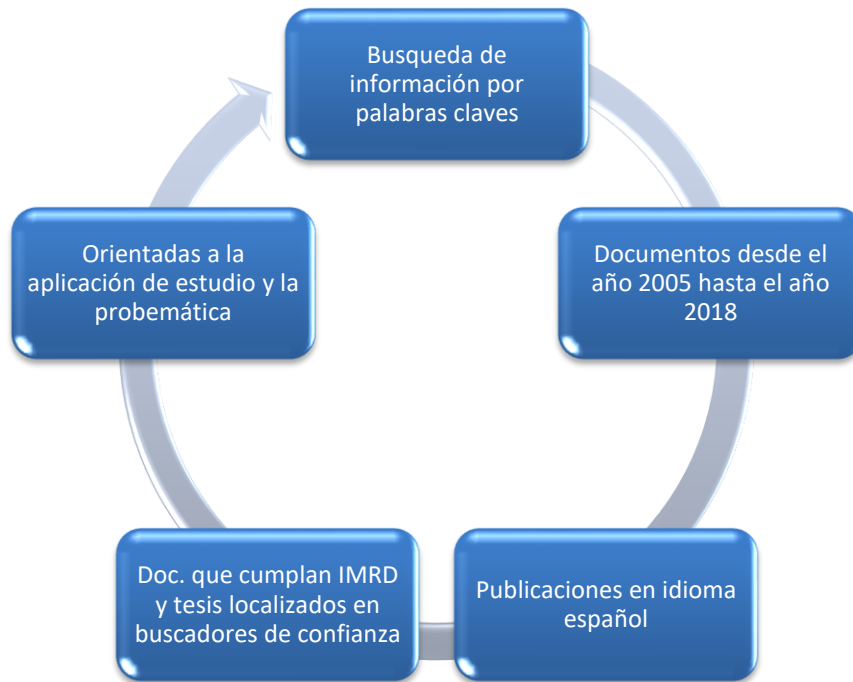 Busqueda de
información por
palabras claves
Documentos desde el
año 2005 hasta el año
2018
Publicaciones en idioma
español
Doc. que cumplan IMRD
y tesis localizados en
buscadores de confianza
Orientadas a la
aplicación de estudio y la
probemática